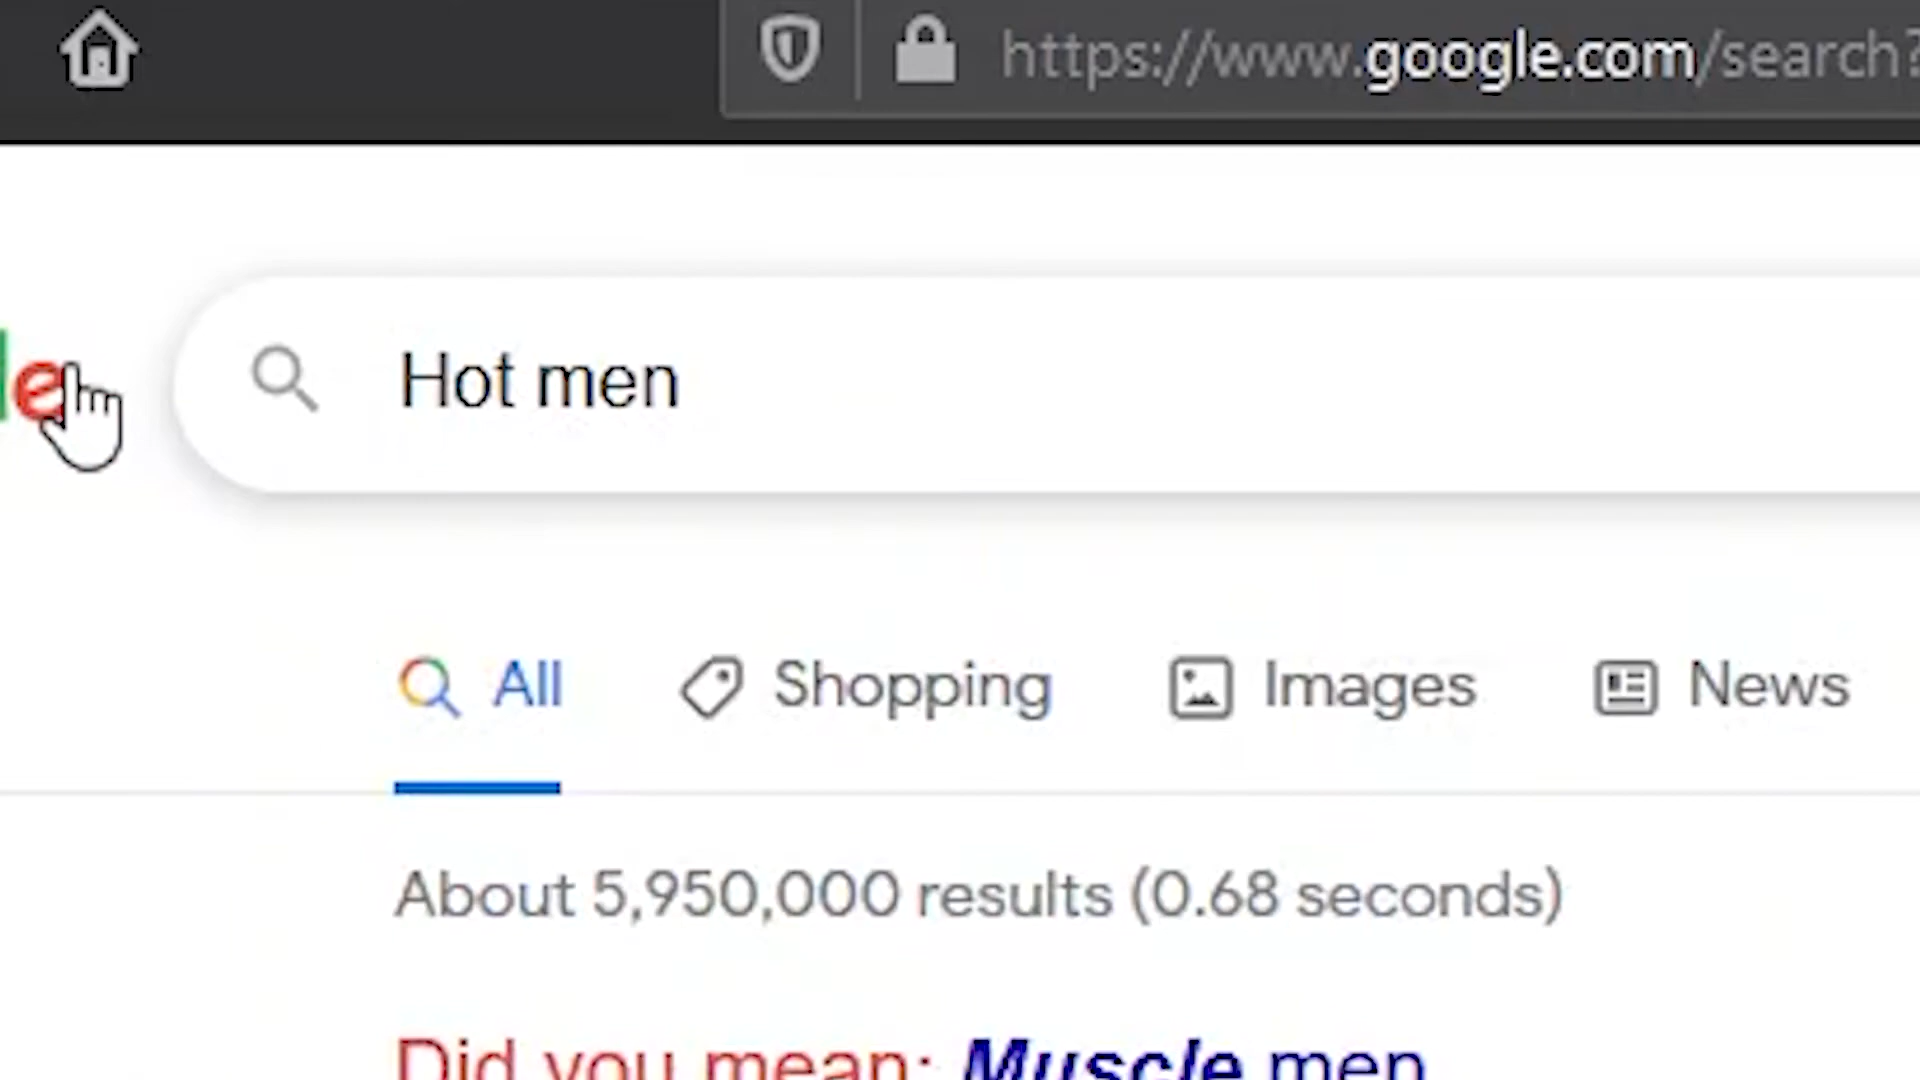 https://www.google.com/search?
le
Hot men
All Shopping Images News
About 5,950,000 results (0.68 seconds)
Did you mean: Muscle men